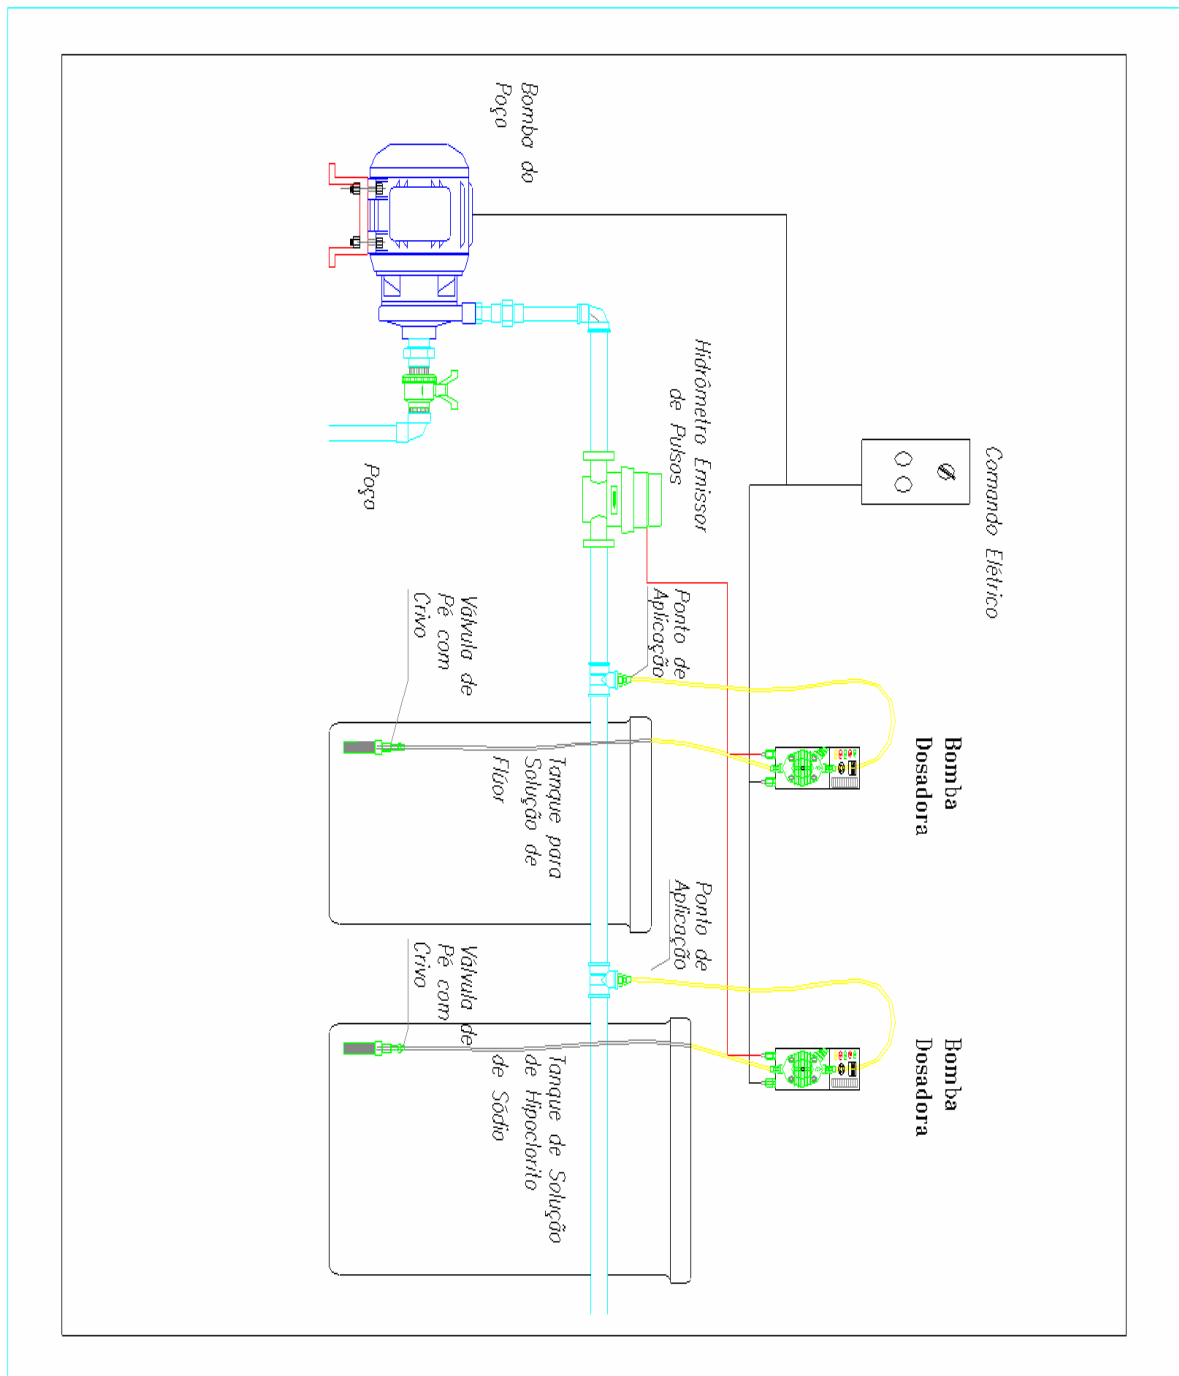 Bomba do
Poço
Poço
Hidrômetro Emissor
de Pulsos
Comando Elétrico
Ponto de
Aplicação
Válvula de
Pé com
Crivo
Tanque para
Solução de
Flúor
Bomba
Dosadora
Ponto de
Aplicação
Válvula de
Pé com
Crivo
Tanque de Solução
de Hipoclorito
de Sódio
Bomba
Dosadora